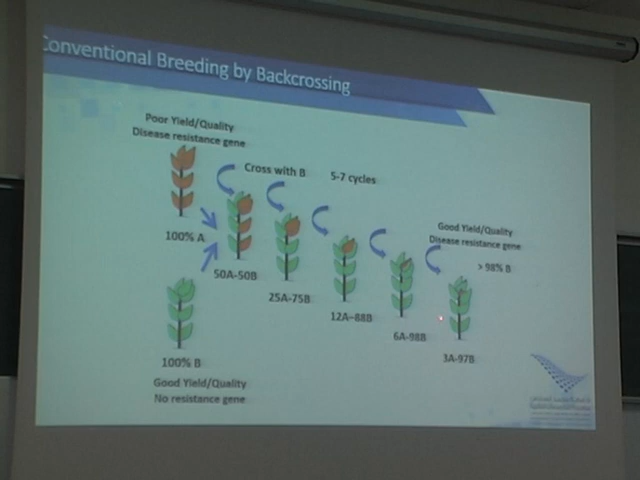 Conventional Breeding by Backcrossing
Poor Yield/Quality
Disease resistance gene
Cross with B
5-7 cycles
100% A
50A-50B
25A-75B
12A-88B
6A-98B
3A-97B
Good Yield/Quality
Disease resistance gene
> 98% B
100% B
Good Yield/Quality
No resistance gene